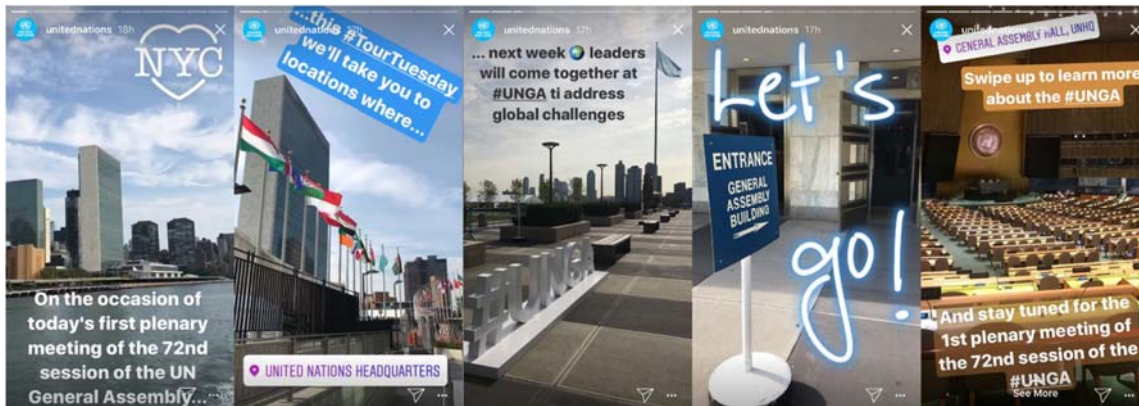 unitednations 18h
NYC
On the occasion of
today's first plenary
meeting of the 72nd
session of the UN
General Assembly...
unitednations 17h
...this #TourTuesday
we'll take you to
locations where...
UNITED NATIONS HEADQUARTERS
unitednations 17h
... next week leaders
will come together at
#UNGA ti address
global challenges
#UNGA
unitednations 17h
Let's
ENTRANCE
GENERAL
ASSEMBLY
BUILDING
go!
unitednations
GENERAL ASSEMBLY HALL, UNHQ
Swipe up to learn more
about the #UNGA
And stay tuned for the
1st plenary meeting of
the 72nd session of the
#UNGA
See More